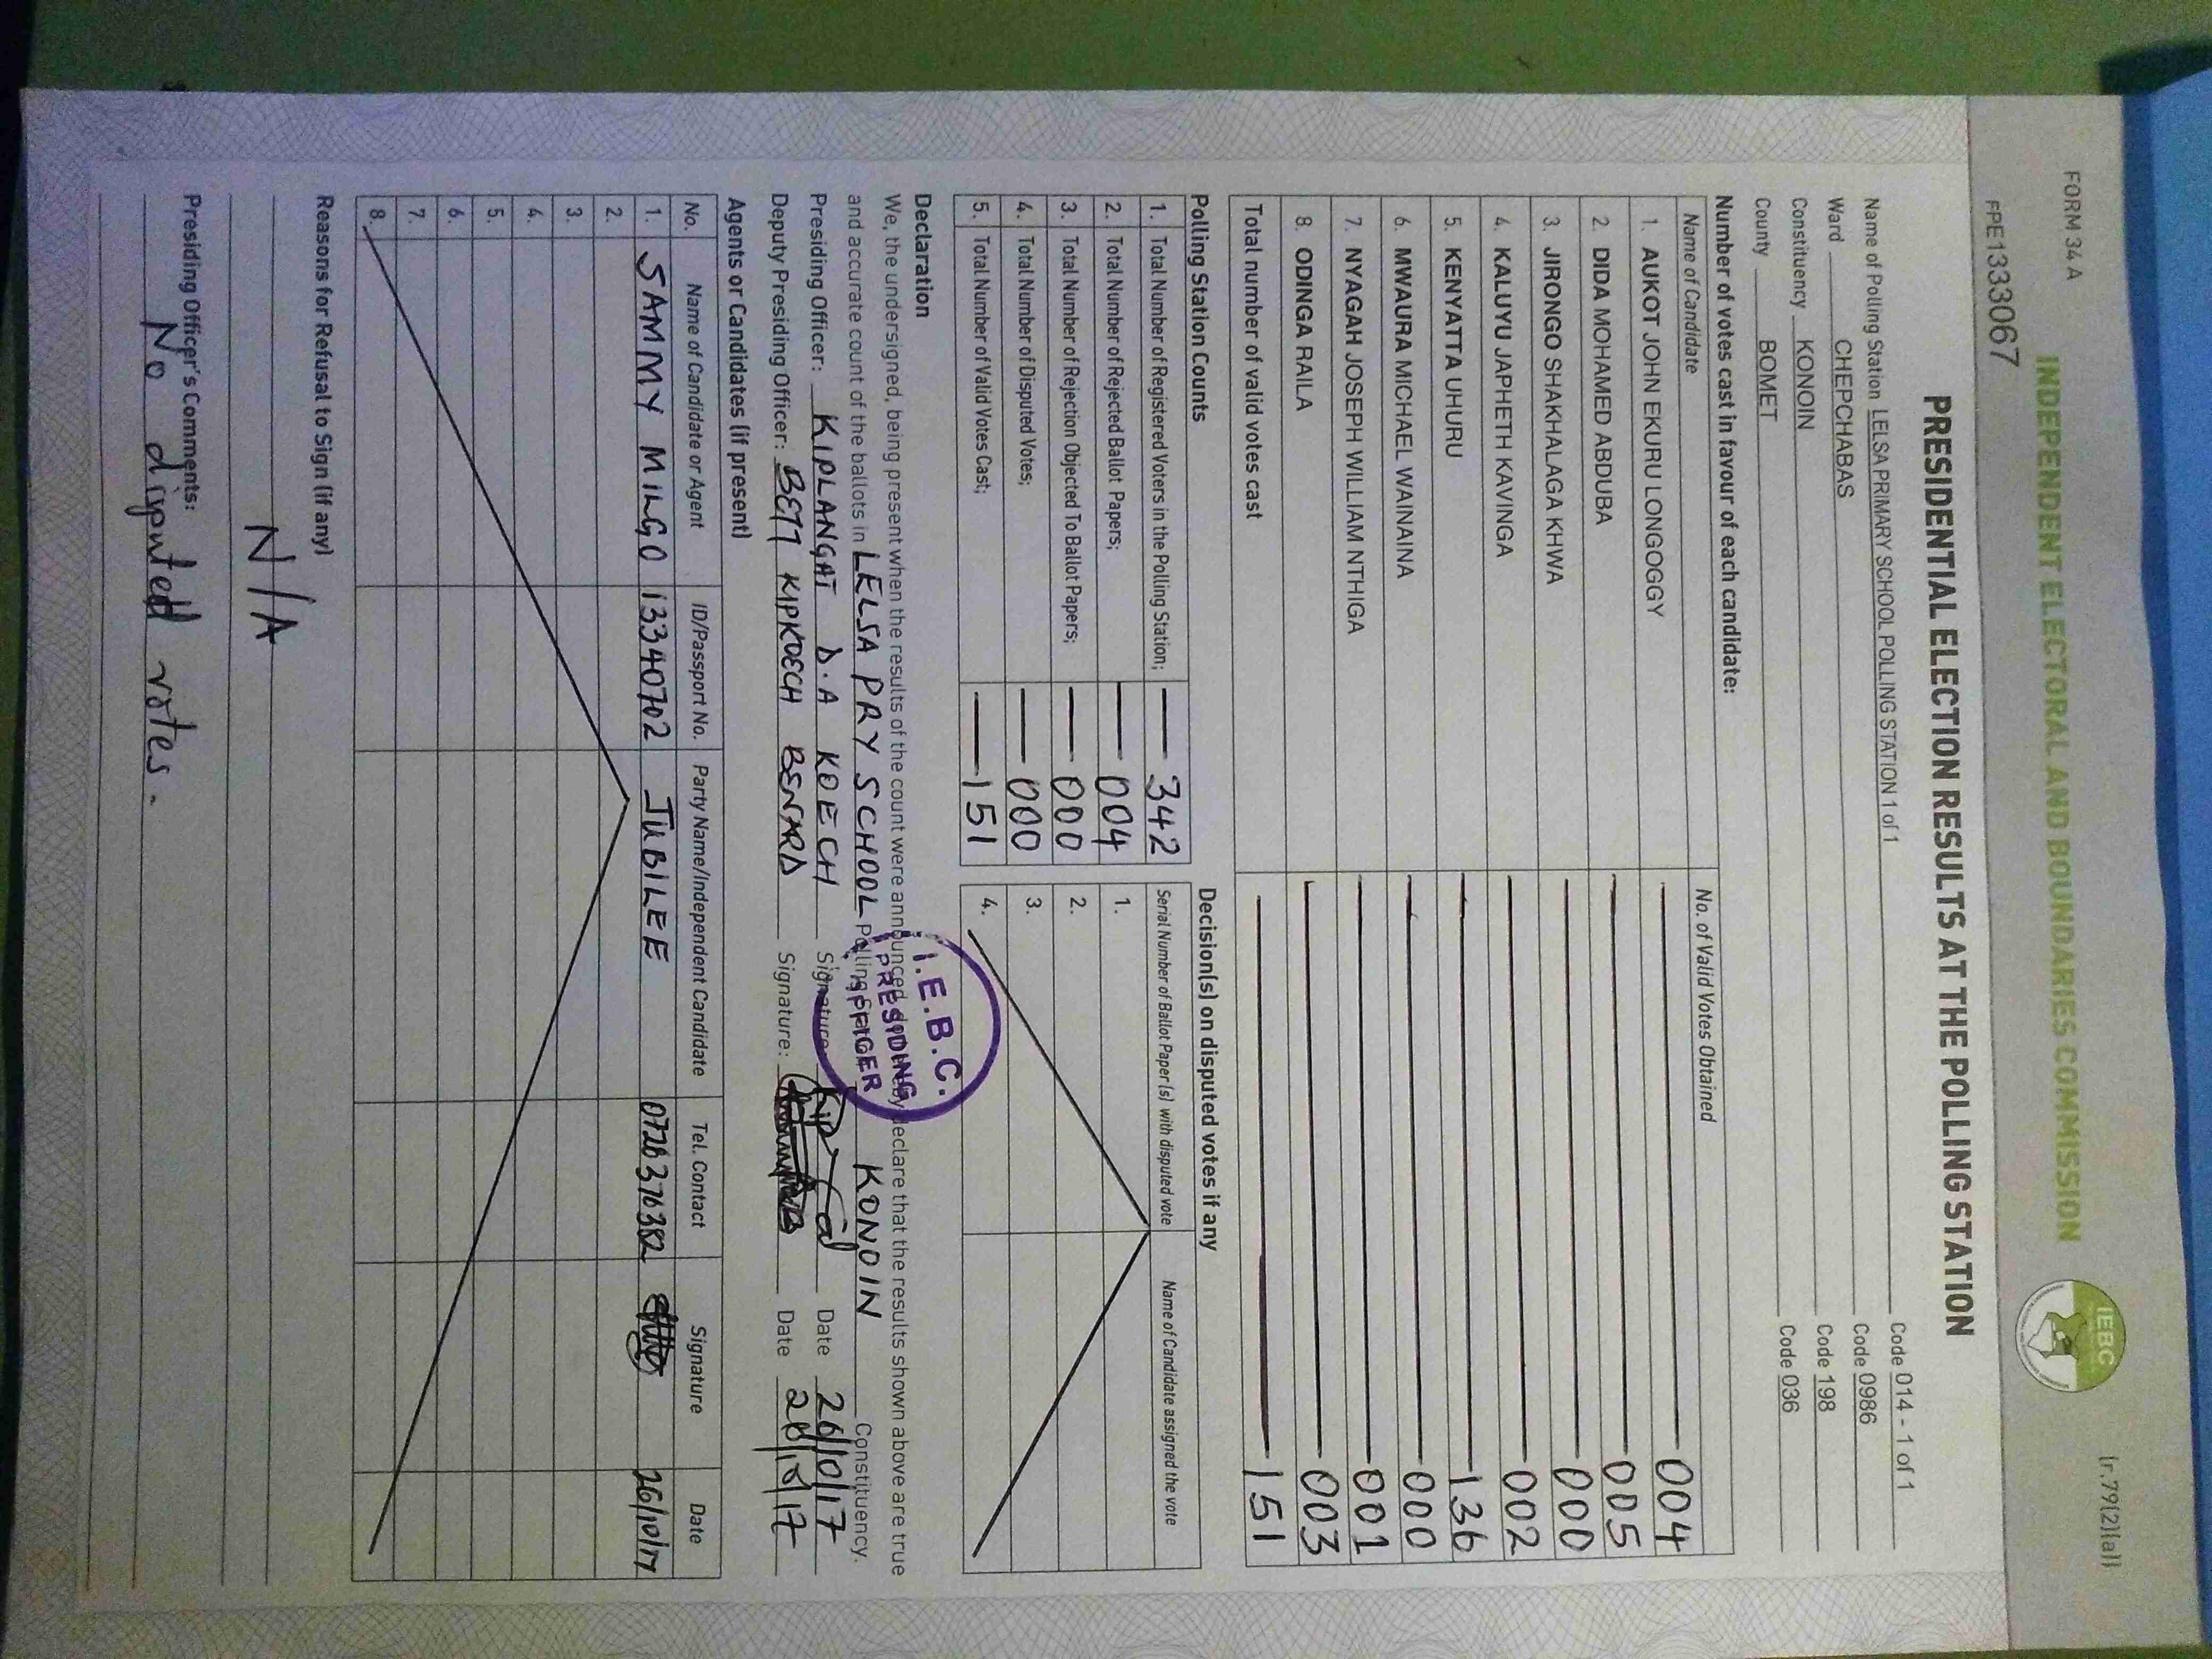 FORM 34 A
(r.79(2)(a))
INDEPENDENT ELECTORAL AND BOUNDARIES COMMISSION
IEBC
FPE133067
PRESIDENTIAL ELECTION RESULTS AT THE POLLING STATION
Name of Polling Station LELSA PRIMARY SCHOOL POLLING STATION 1 of 1 Code 014 - 1 of 1
Ward CHEPCHABAS Code 0986
Constituency KONOIN Code 198
County BOMET Code 036
Number of votes cast in favour of each candidate:
Name of Candidate No. of Valid Votes Obtained
1. AUKOT JOHN EKURU LONGOGGY 004
2. DIDA MOHAMED ABDUBA 005
3. JIRONGO SHAKHALAGA KHWA 000
4. KALUYU JAPHETH KAVINGA 002
5. KENYATTA UHURU 136
6. MWAURA MICHAEL WAINAINA 000
7. NYAGAH JOSEPH WILLIAM NTHIGA 001
8. ODINGA RAILA 003
Total number of valid votes cast 151
Polling Station Counts
1. Total Number of Registered Voters in the Polling Station; 342
2. Total Number of Rejected Ballot Papers; 004
3. Total Number of Rejection Objected To Ballot Papers; 000
4. Total Number of Disputed Votes; 000
5. Total Number of Valid Votes Cast; 151
Decision(s) on disputed votes if any
Serial Number of Ballot Paper (s) with disputed vote Name of Candidate assigned the vote
1.
2.
3.
4.
Declaration
We, the undersigned, being present when the results of the count were announced, do hereby declare that the results shown above are true
and accurate count of the ballots in LELSA PRY SCHOOL Polling Station KONOIN Constituency.
I.E.B.C.
PRESIDING
OFFICER
Presiding Officer: KIPLANGAT D.A KOECH Signature: Date 26/10/17
Deputy Presiding Officer: BETT KIPKOECH BENARD Signature: Date 26/10/17
Agents or Candidates (if present)
No. Name of Candidate or Agent ID/Passport No. Party Name/Independent Candidate Tel. Contact Signature Date
1. SAMMY MILGO 13340702 JUBILEE 0726376382 26/10/17
2.
3.
4.
5.
6.
7.
8.
Reasons for Refusal to Sign (if any)
N/A
Presiding Officer's Comments:
No disputed votes.